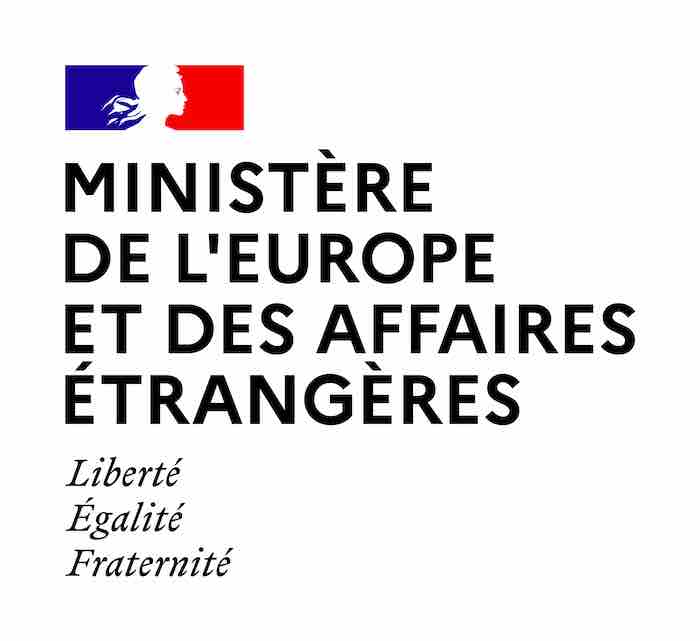 MINISTÈRE
DE L'EUROPE
ET DES AFFAIRES
ÉTRANGÈRES
Liberté
Égalité
Fraternité